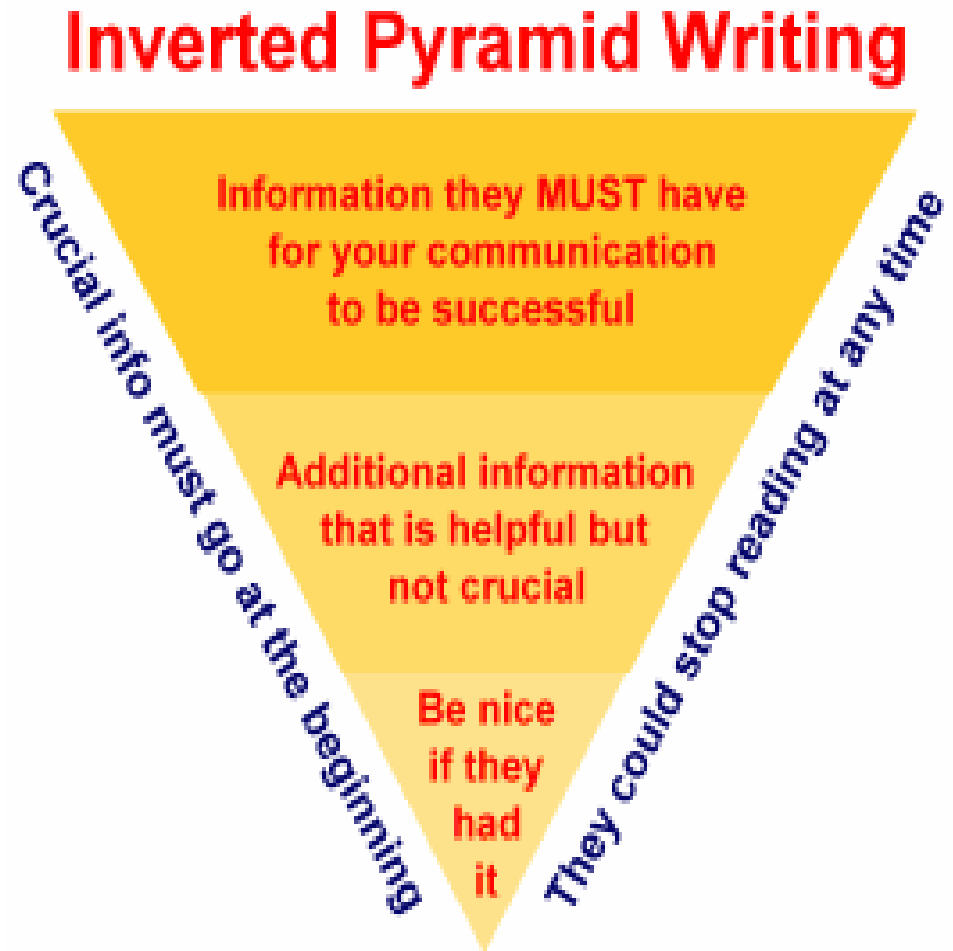 Inverted Pyramid Writing
Information they MUST have
for your communication
to be successful
Additional information
that is helpful but
not crucial
Be nice
if they
had
it
Crucial info must go at the beginning
They could stop reading at any time